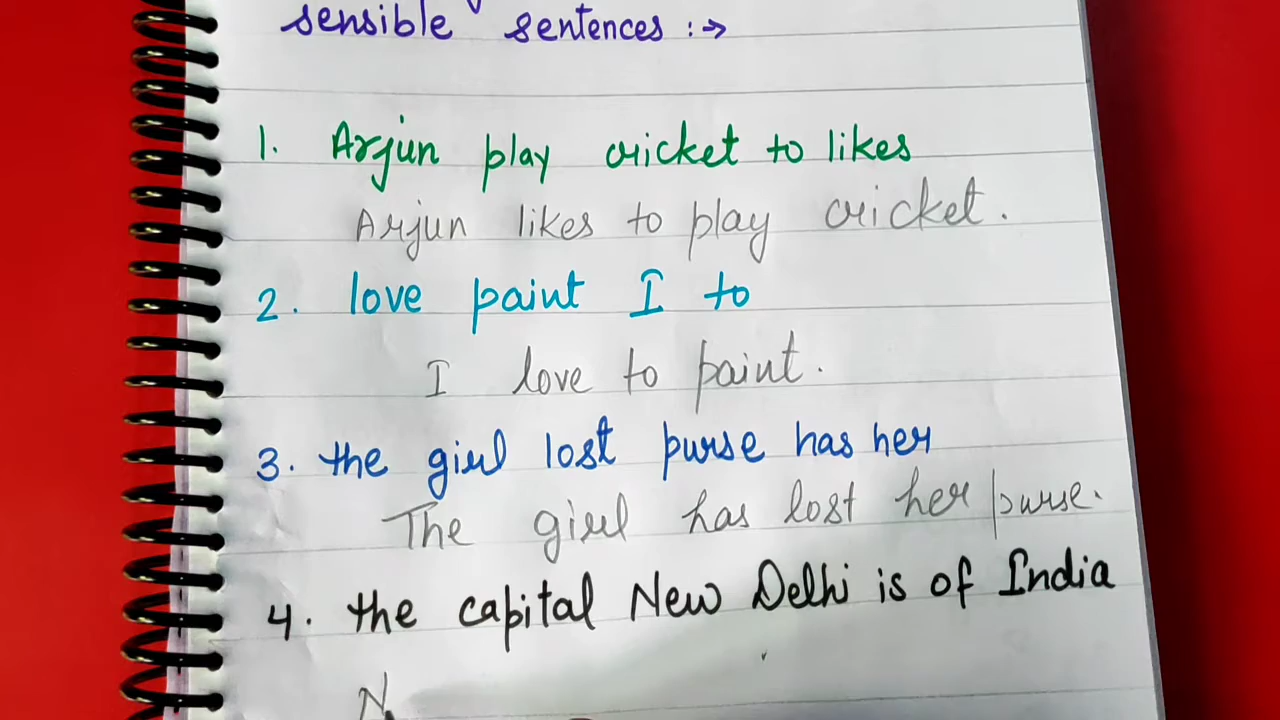 sensible sentences :→
1. Arjun play cricket to likes
Arjun likes to play cricket.
2. love paint I to
I love to paint.
3. the girl lost purse has her
The girl has lost her purse.
4. the capital New Delhi is of India
N